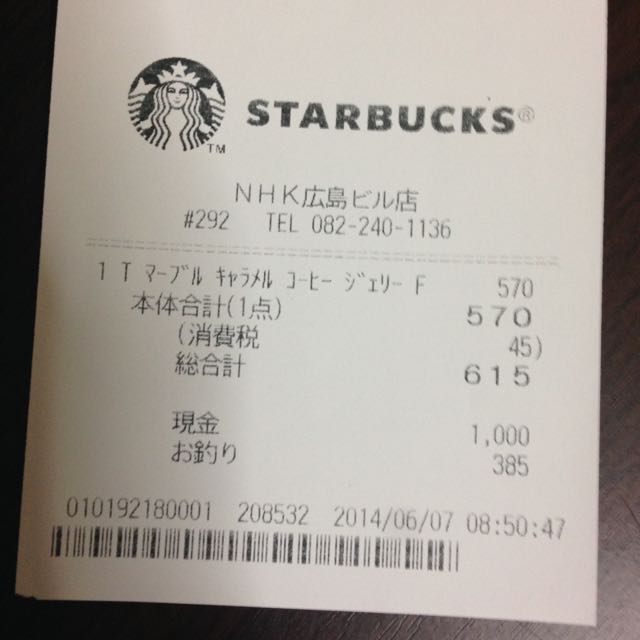 TM
STARBUCKS®
NHK広島ビル店
#292 TEL 082-240-1136
1 T マーブル キャラメル コーヒー ジェリー F 570
本体合計(1点) 570
(消費税 45)
総合計 615
現金 1,000
お釣り 385
010192180001 208532 2014/06/07 08:50:47